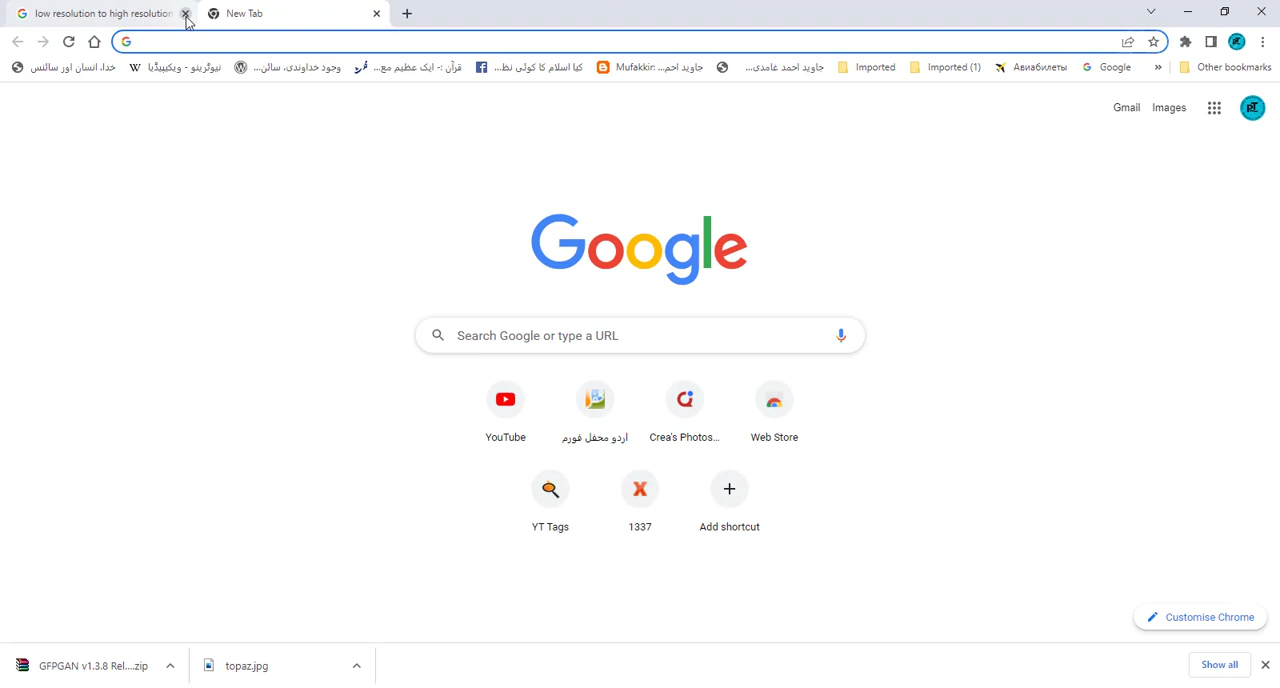 low resolution to high resolution
New Tab
خدا، انسان اور سائنس
نیوٹرینو - ویکیپیڈیا
وجود خداوندی، سائن...
قرآن :- ایک عظیم مع...
کیا اسلام کا کوئی نظ...
Mufakkir: جاوید احم...
جاوید احمد غامدی...
Imported
Imported (1)
Авиабилеты
Google
»
Other bookmarks
Gmail
Images
Google
Search Google or type a URL
YouTube
اردو محفل فورم
Crea's Photos...
Web Store
YT Tags
1337
Add shortcut
Customise Chrome
GFPGAN v1.3.8 Rel....zip
topaz.jpg
Show all